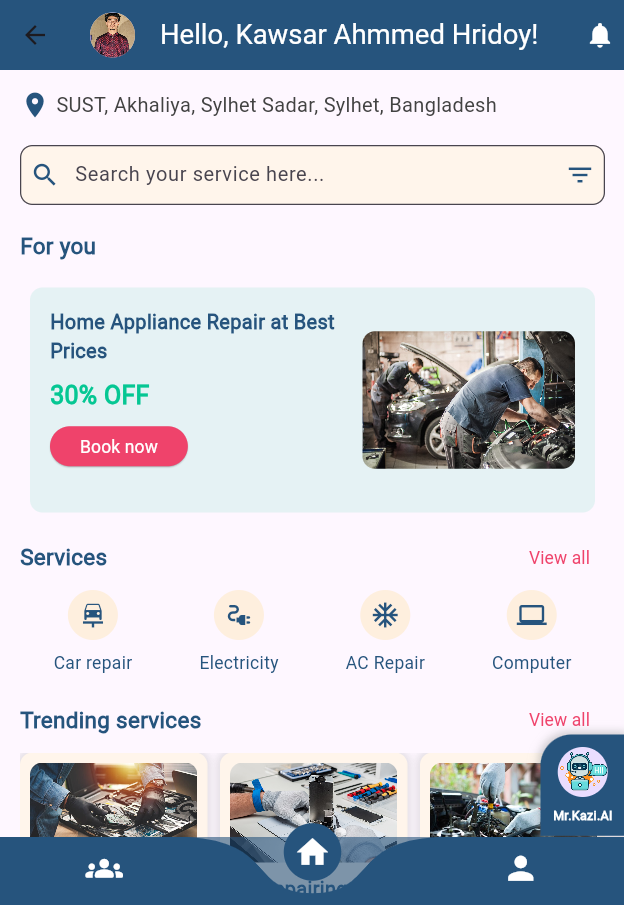 Hello, Kawsar Ahmmed Hridoy!
SUST, Akhaliya, Sylhet Sadar, Sylhet, Bangladesh
Search your service here...
For you
Home Appliance Repair at Best
Prices
30% OFF
Book now
Services
View all
Car repair
Electricity
AC Repair
Computer
Trending services
View all
HI
Mr.Kazi.AI